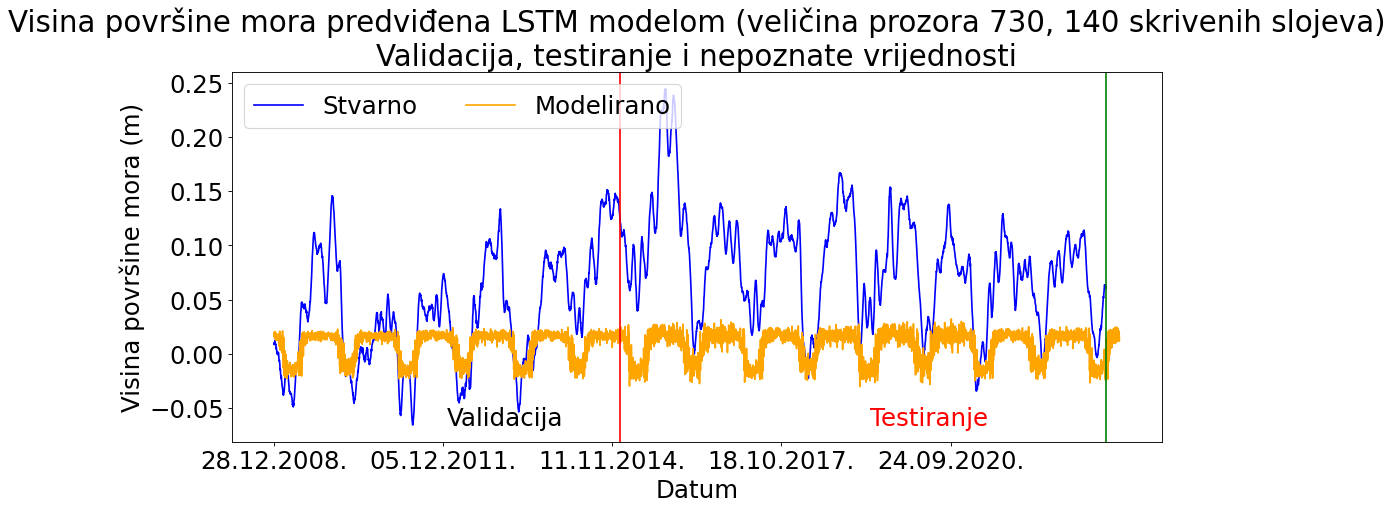 Visina površine mora predviđena LSTM modelom (veličina prozora 730, 140 skrivenih slojeva)
Validacija, testiranje i nepoznate vrijednosti
Stvarno
Modelirano
Visina površine mora (m)
0.25
0.20
0.15
0.10
0.05
0.00
−0.05
Validacija
Testiranje
28.12.2008.
05.12.2011.
11.11.2014.
18.10.2017.
24.09.2020.
Datum